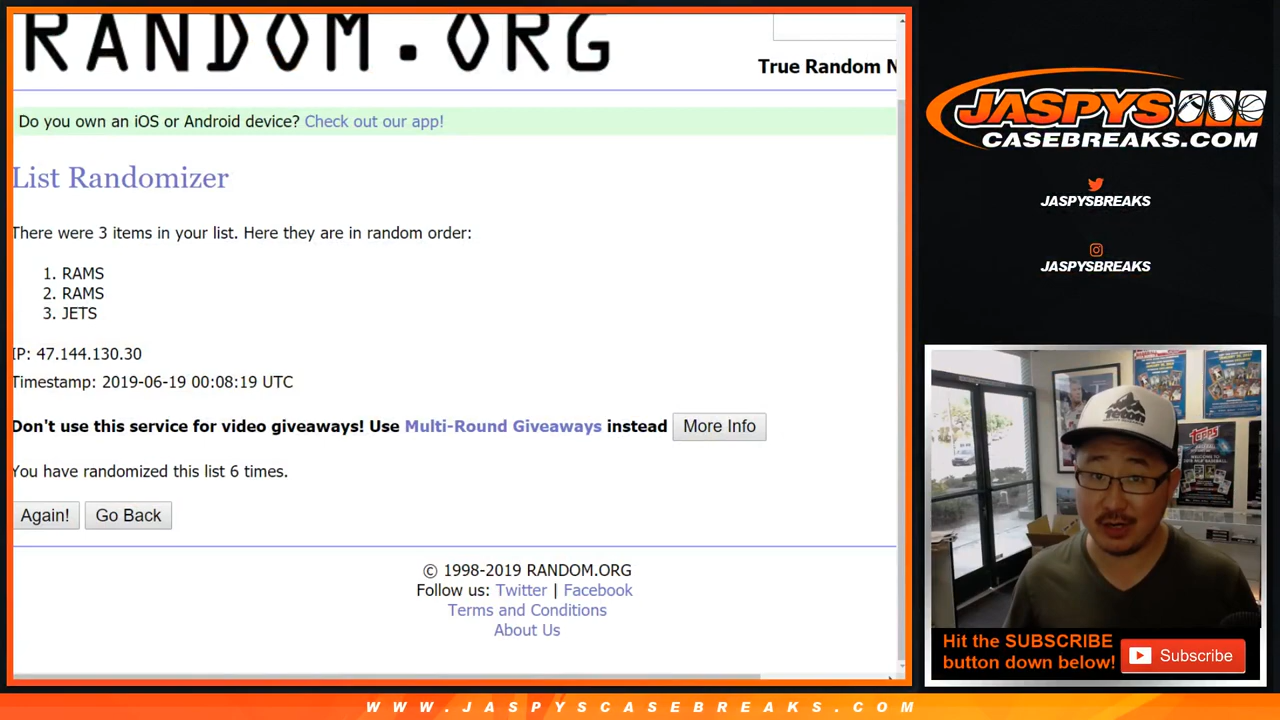 RANDOM.ORG
True Random N
Do you own an iOS or Android device? Check out our app!
List Randomizer
There were 3 items in your list. Here they are in random order:
1. RAMS
2. RAMS
3. JETS
IP: 47.144.130.30
Timestamp: 2019-06-19 00:08:19 UTC
Don't use this service for video giveaways! Use Multi-Round Giveaways instead More Info
You have randomized this list 6 times.
Again! Go Back
© 1998-2019 RANDOM.ORG
Follow us: Twitter | Facebook
Terms and Conditions
About Us
JASPYS
CASEBREAKS.COM
JASPYSBREAKS
JASPYSBREAKS
TOPPS
Hit the SUBSCRIBE
button down below!
Subscribe
WWW.JASPYSCASEBREAKS.COM